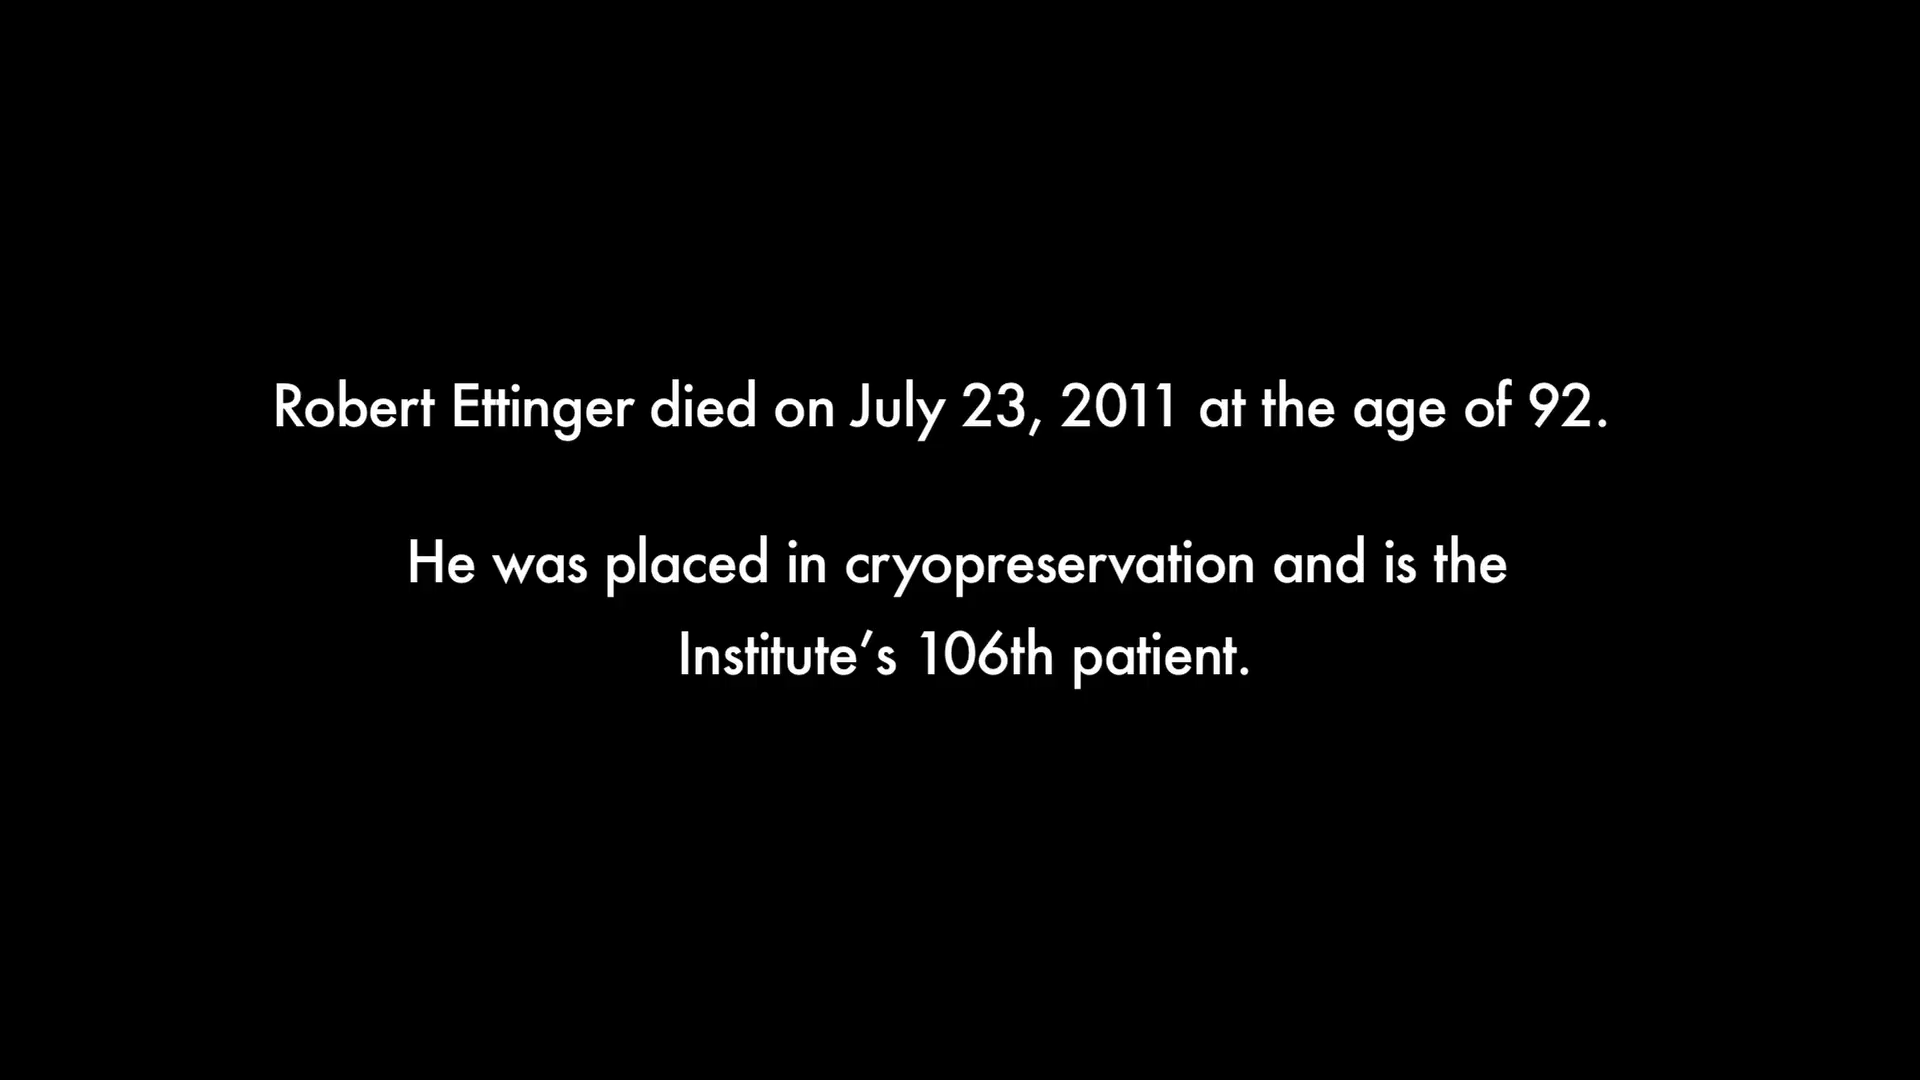 Robert Ettinger died on July 23, 2011 at the age of 92.
He was placed in cryopreservation and is the
Institute’s 106th patient.